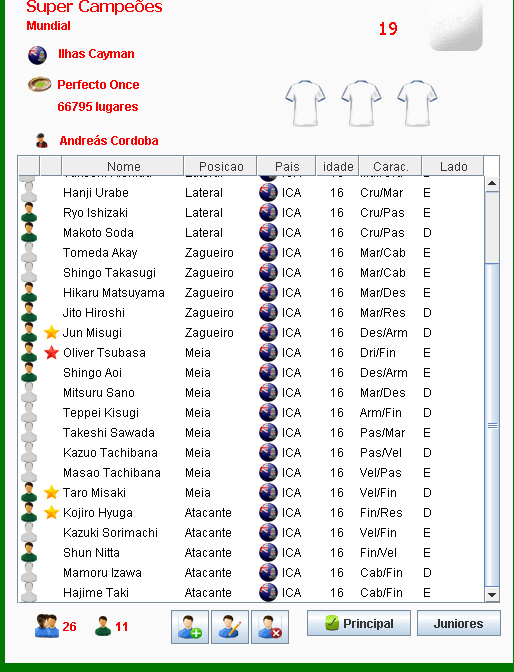 Super Campeões
Mundial
19
Ilhas Cayman
Perfecto Once
66795 lugares
Andreás Cordoba
Nome Posicao Pais idade Carac. Lado
Hanji Urabe Lateral ICA 16 Cru/Mar E
Ryo Ishizaki Lateral ICA 16 Cru/Pas E
Makoto Soda Lateral ICA 16 Cru/Pas D
Tomeda Akay Zagueiro ICA 16 Mar/Cab E
Shingo Takasugi Zagueiro ICA 16 Mar/Cab E
Hikaru Matsuyama Zagueiro ICA 16 Mar/Des E
Jito Hiroshi Zagueiro ICA 16 Mar/Res D
Jun Misugi Zagueiro ICA 16 Des/Arm D
Oliver Tsubasa Meia ICA 16 Dri/Fin E
Shingo Aoi Meia ICA 16 Des/Arm E
Mitsuru Sano Meia ICA 16 Mar/Des D
Teppei Kisugi Meia ICA 16 Arm/Fin D
Takeshi Sawada Meia ICA 16 Pas/Mar E
Kazuo Tachibana Meia ICA 16 Pas/Vel D
Masao Tachibana Meia ICA 16 Vel/Pas E
Taro Misaki Meia ICA 16 Vel/Fin D
Kojiro Hyuga Atacante ICA 16 Fin/Res D
Kazuki Sorimachi Atacante ICA 16 Vel/Fin E
Shun Nitta Atacante ICA 16 Fin/Vel E
Mamoru Izawa Atacante ICA 16 Cab/Fin D
Hajime Taki Atacante ICA 16 Cab/Fin E
26 11 Principal Juniores